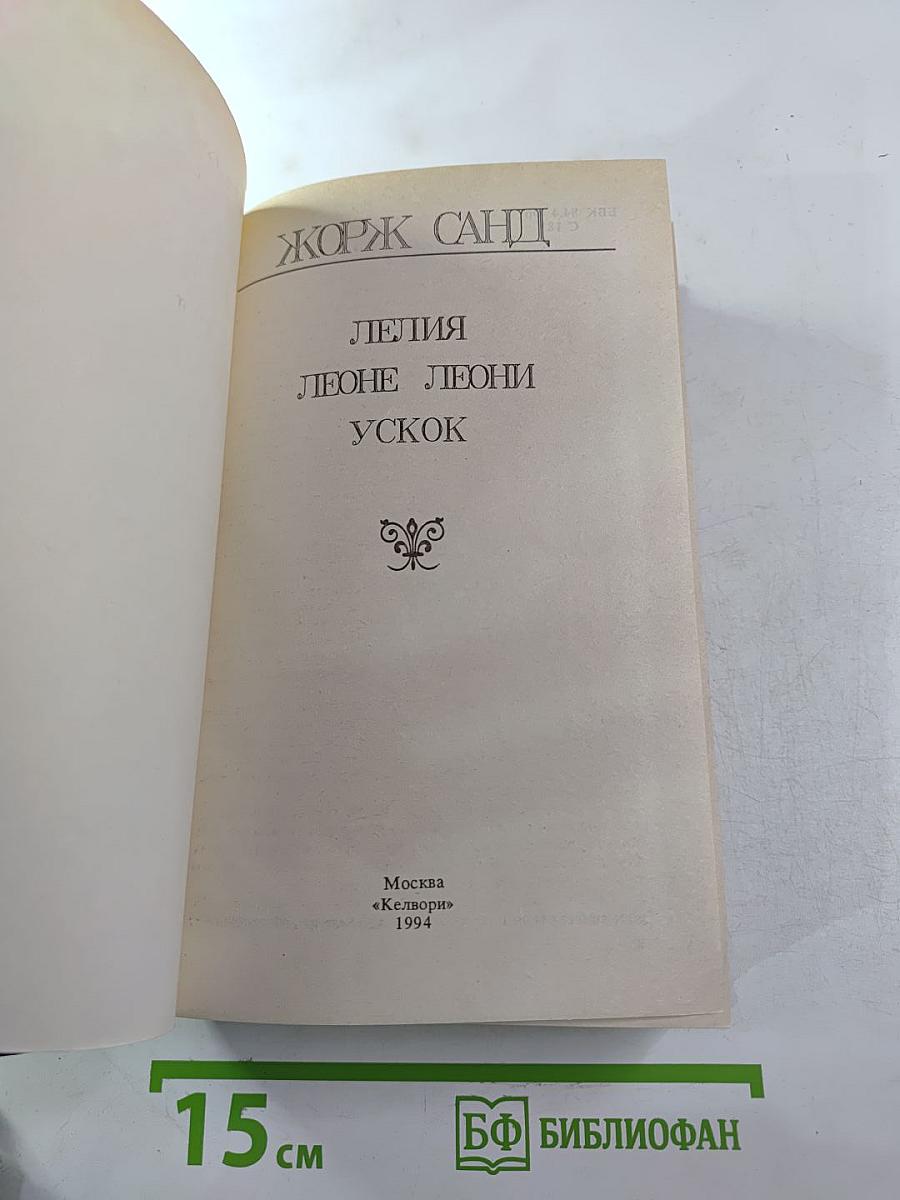 ЖОРЖ САНД
ЛЕЛИЯ
ЛЕОНЕ ЛЕОНИ
УСКОК
Москва
«Келвори»
1994
15 см
БФ БИБЛИОФАН